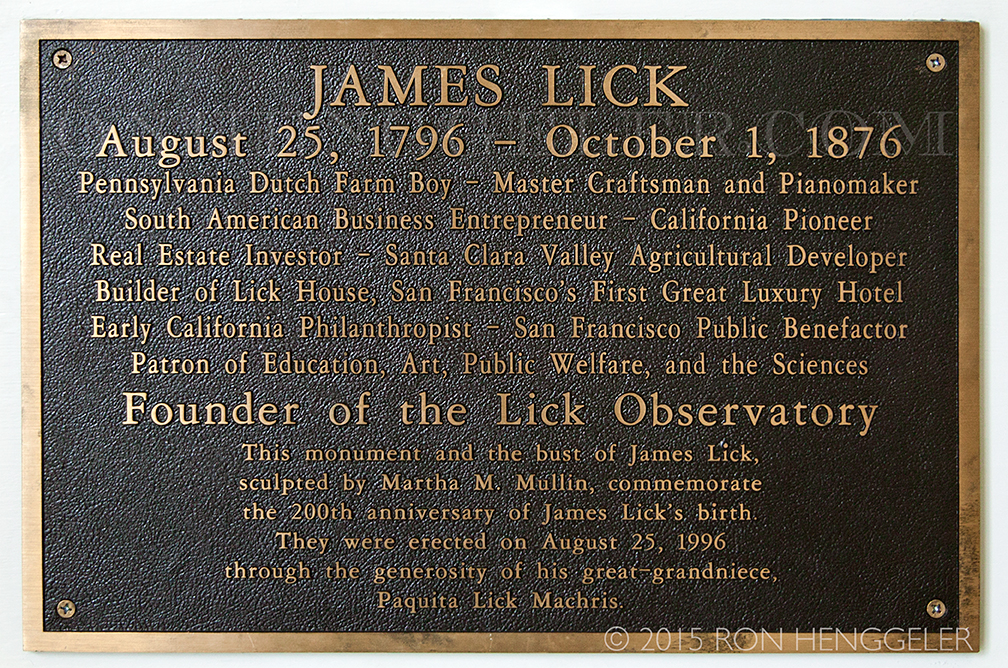 JAMES LICK
August 25, 1796 – October 1, 1876
Pennsylvania Dutch Farm Boy – Master Craftsman and Pianomaker
South American Business Entrepreneur – California Pioneer
Real Estate Investor – Santa Clara Valley Agricultural Developer
Builder of Lick House, San Francisco's First Great Luxury Hotel
Early California Philanthropist – San Francisco Public Benefactor
Patron of Education, Art, Public Welfare, and the Sciences
Founder of the Lick Observatory
This monument and the bust of James Lick,
sculpted by Martha M. Mullin, commemorate
the 200th anniversary of James Lick's birth.
They were erected on August 25, 1996
through the generosity of his great-grandniece,
Paquita Lick Machris.
© 2015 RON HENGGELER